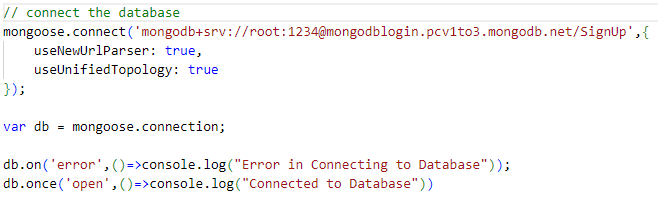 // connect the database
mongoose.connect('mongodb+srv://root:1234@mongodblogin.pcv1to3.mongodb.net/SignUp',{
    useNewUrlParser: true,
    useUnifiedTopology: true
});
var db = mongoose.connection;
db.on('error',()=>console.log("Error in Connecting to Database"));
db.once('open',()=>console.log("Connected to Database"))